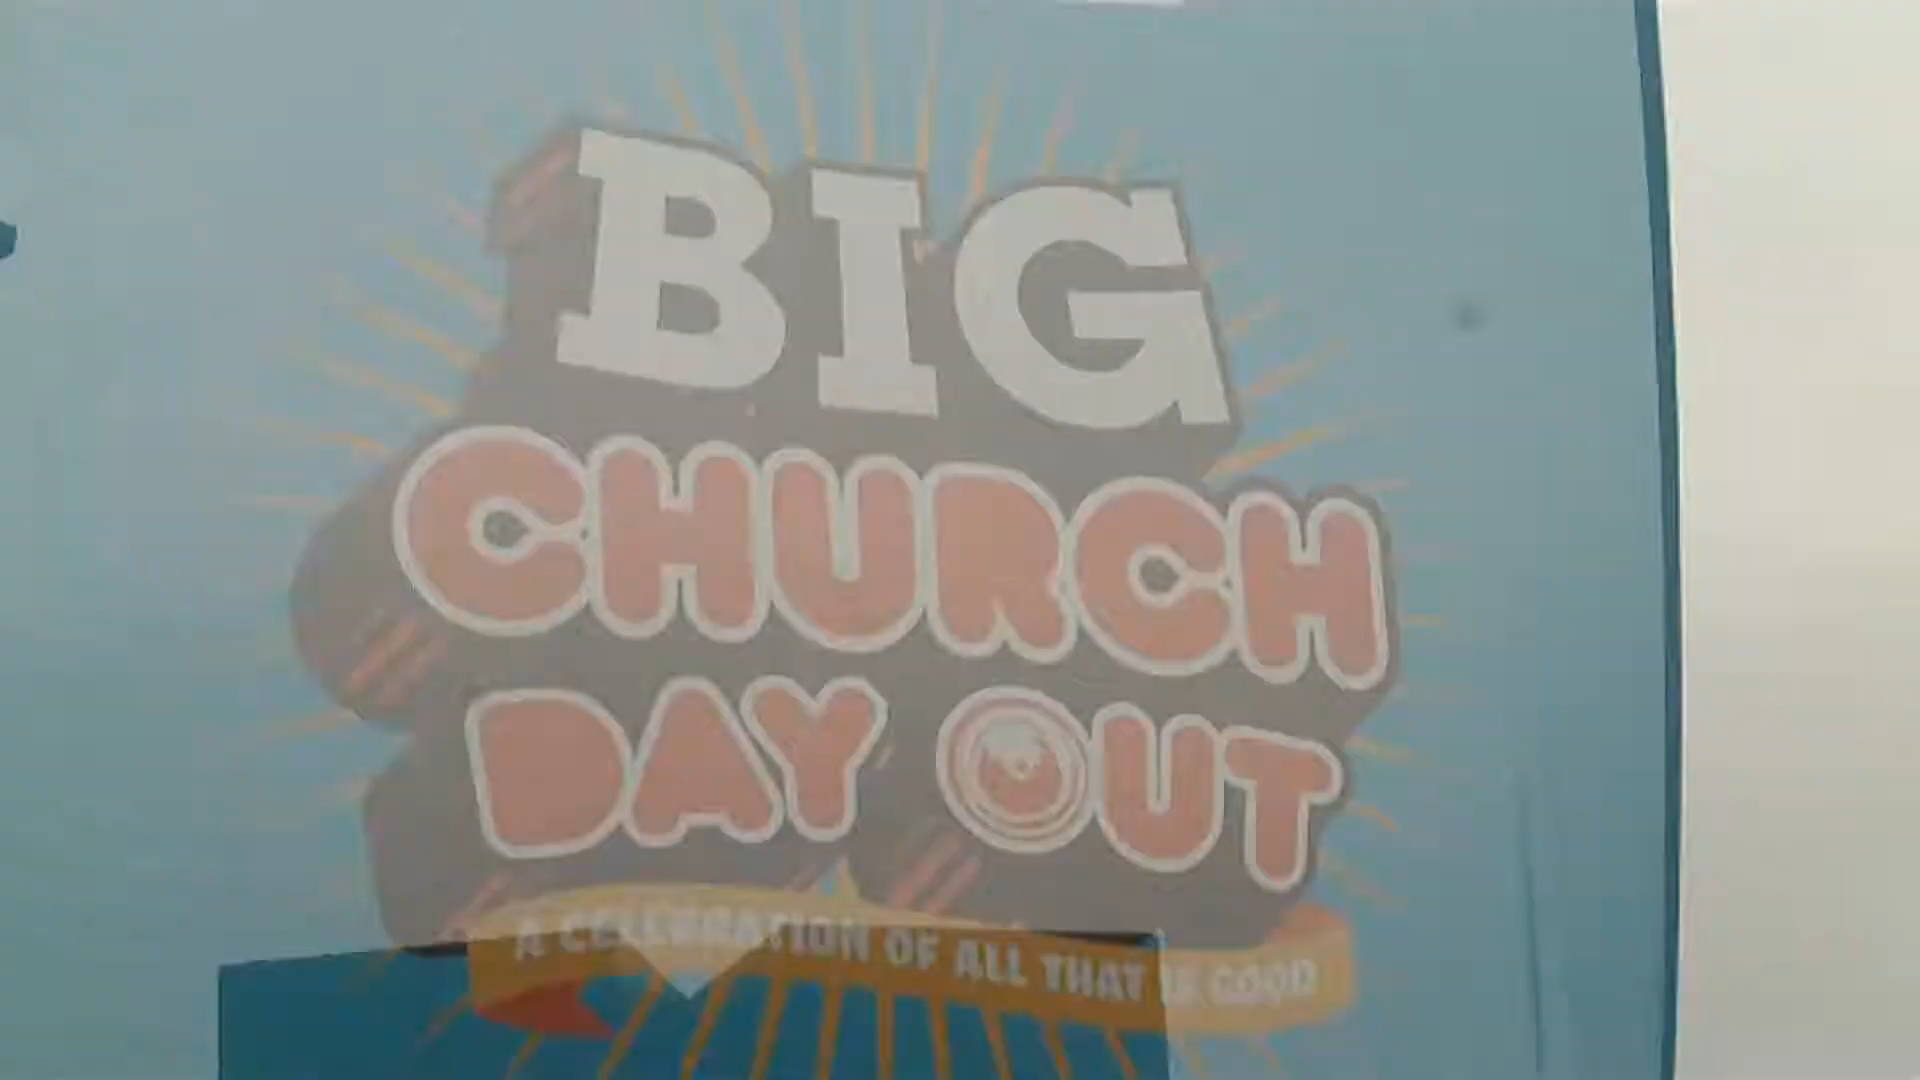 BIG
CHURCH
DAY OUT
A CELEBRATION OF ALL THAT IS GOOD